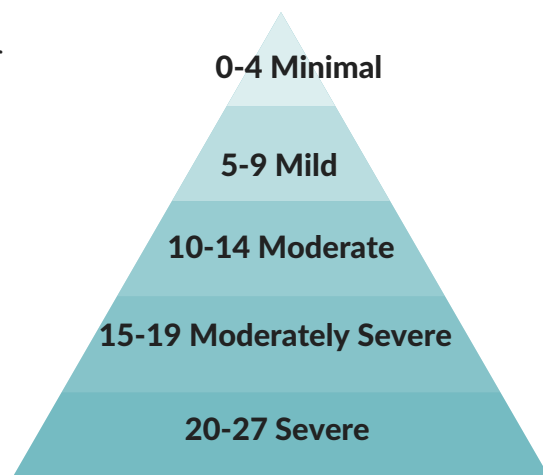 0-4 Minimal
5-9 Mild
10-14 Moderate
15-19 Moderately Severe
20-27 Severe